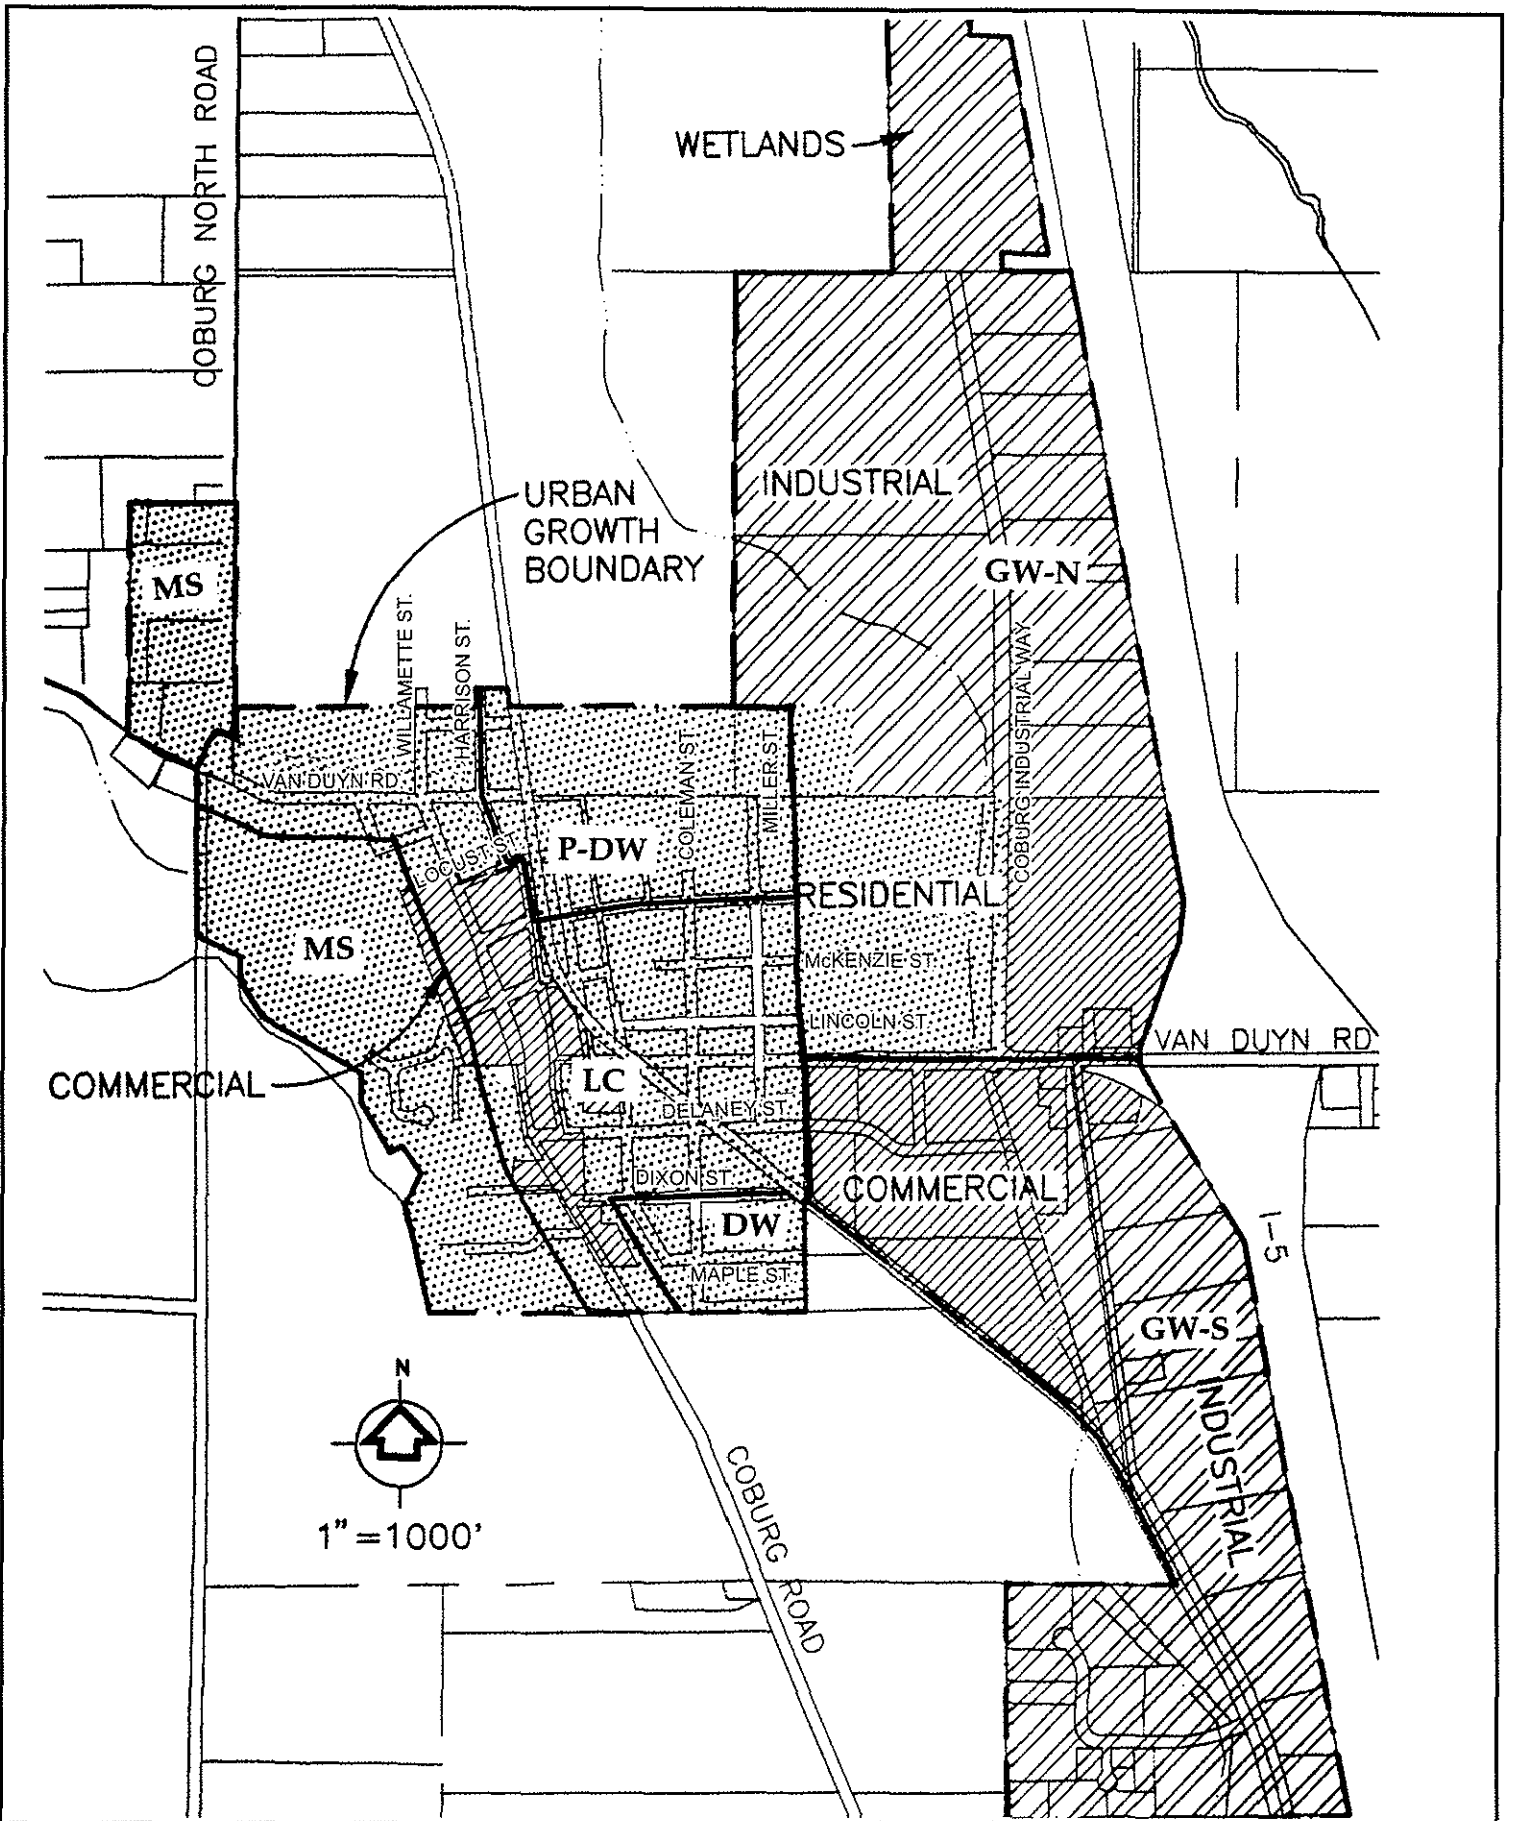 COBURG NORTH ROAD
WETLANDS
URBAN
GROWTH
BOUNDARY
INDUSTRIAL
GW-N
MS
WILLAMETTE ST.
HARRISON ST.
COLEMAN ST.
MILLER ST.
COBURG INDUSTRIAL WAY
VAN DUYN RD.
LOCUST ST.
P-DW
RESIDENTIAL
MS
McKENZIE ST.
LINCOLN ST.
VAN DUYN RD
COMMERCIAL
LC
DELANEY ST.
DIXON ST.
COMMERCIAL
DW
MAPLE ST.
I-5
GW-S
INDUSTRIAL
N
1"=1000'
COBURG ROAD